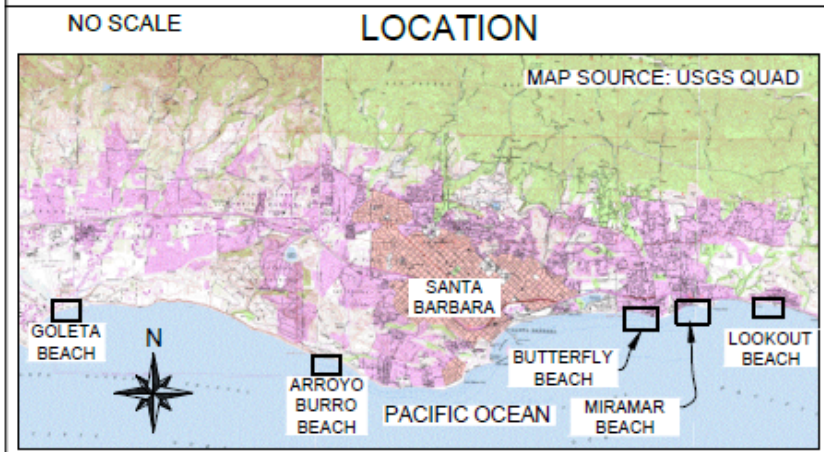 NO SCALE
LOCATION
MAP SOURCE: USGS QUAD
SANTA
BARBARA
GOLETA
BEACH
N
ARROYO
BURRO
BEACH
PACIFIC OCEAN
BUTTERFLY
BEACH
MIRAMAR
BEACH
LOOKOUT
BEACH